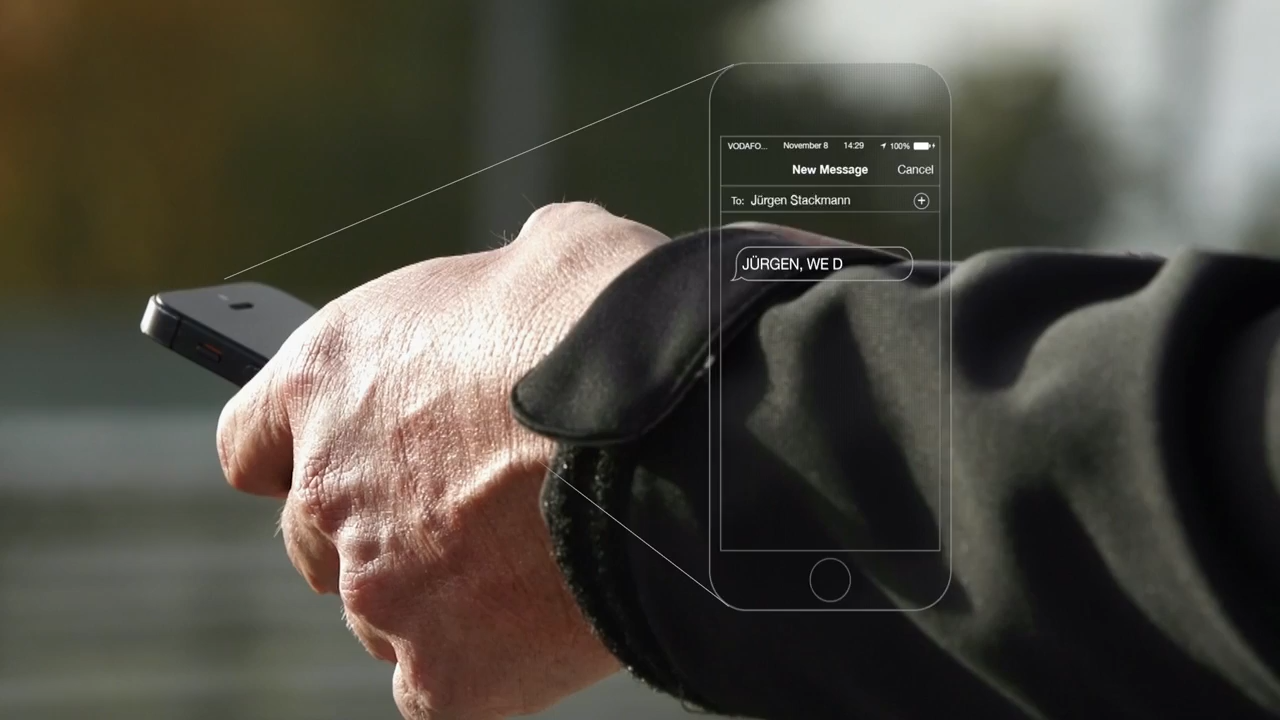 VODAFO... November 8 14:29 100%
New Message Cancel
To: Jürgen Stackmann
JÜRGEN, WE D